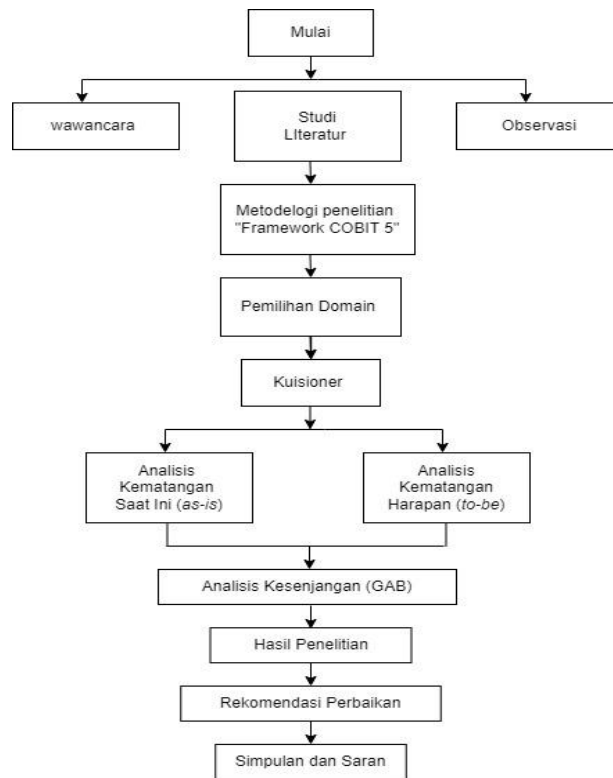 Mulai
wawancara
Studi
LIteratur
Observasi
Metodelogi penelitian
"Framework COBIT 5"
Pemilihan Domain
Kuisioner
Analisis
Kematangan
Saat Ini (as-is)
Analisis
Kematangan
Harapan (to-be)
Analisis Kesenjangan (GAB)
Hasil Penelitian
Rekomendasi Perbaikan
Simpulan dan Saran